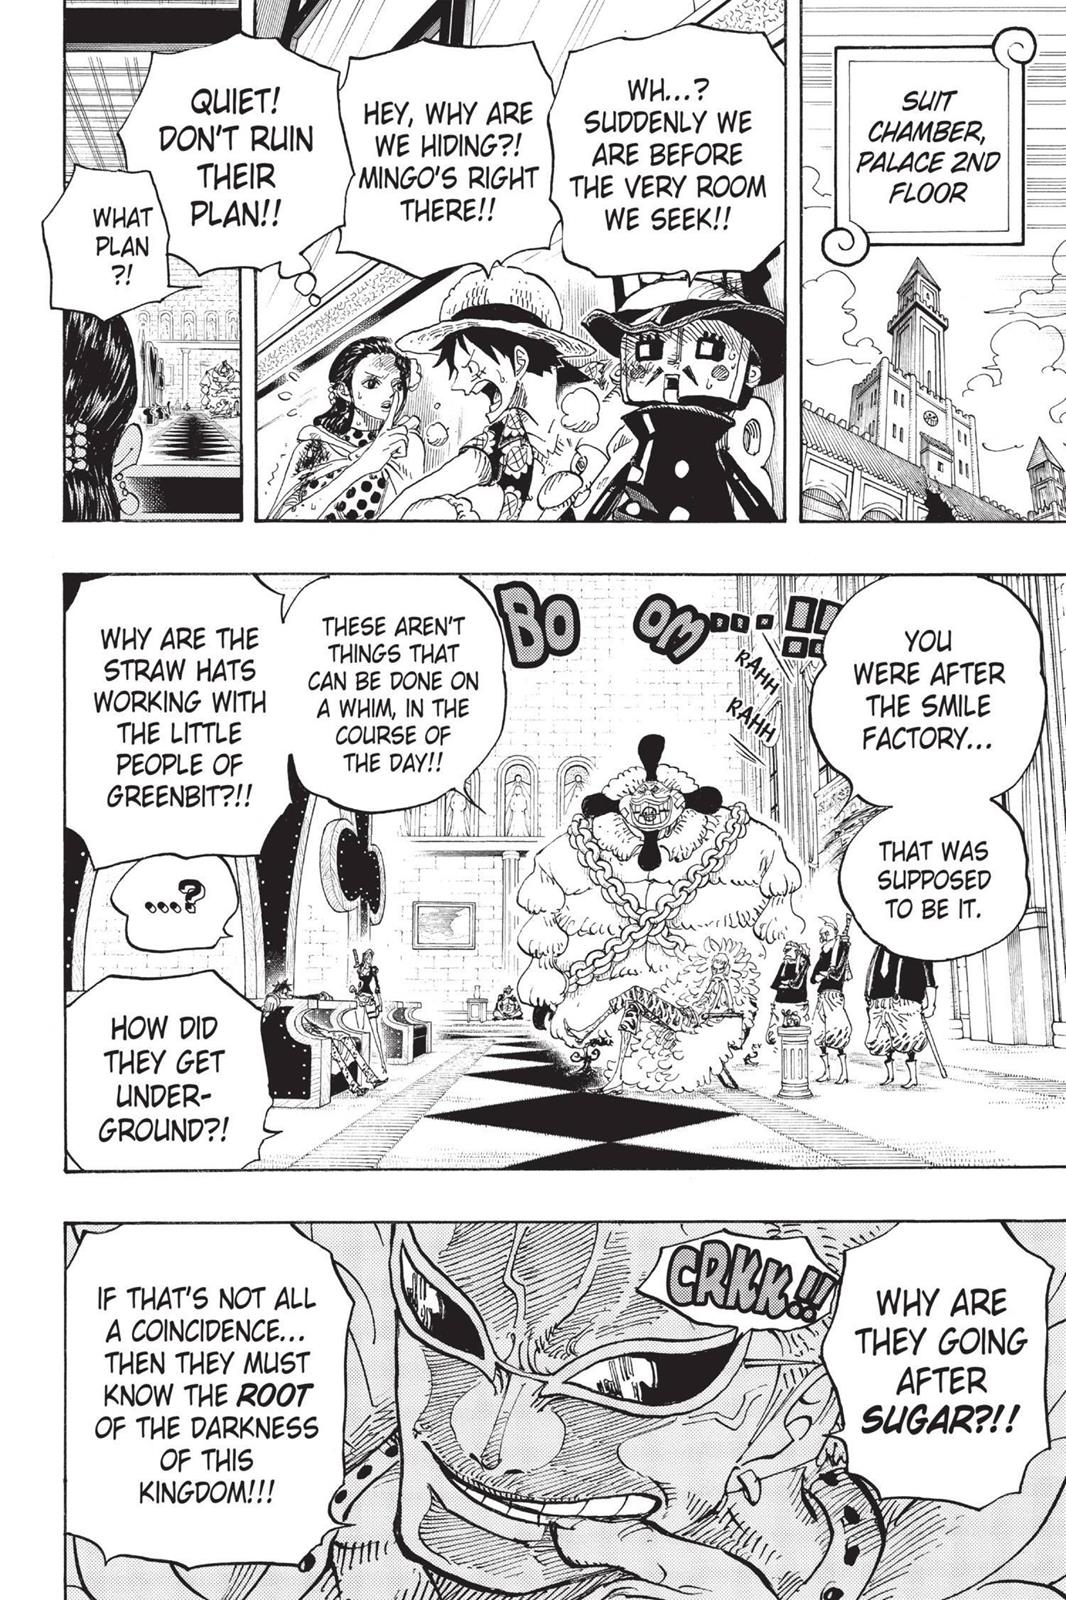 SUIT
CHAMBER,
PALACE 2ND
FLOOR
WH...?
SUDDENLY WE
ARE BEFORE
THE VERY ROOM
WE SEEK!!
HEY, WHY ARE
WE HIDING?!
MINGO'S RIGHT
THERE!!
QUIET!
DON'T RUIN
THEIR
PLAN!!
WHAT
PLAN
?!
YOU
WERE AFTER
THE SMILE
FACTORY...
THAT WAS
SUPPOSED
TO BE IT.
BOOM...!!
RAHH
RAHH
THESE AREN'T
THINGS THAT
CAN BE DONE ON
A WHIM, IN THE
COURSE OF
THE DAY!!
WHY ARE THE
STRAW HATS
WORKING WITH
THE LITTLE
PEOPLE OF
GREENBIT?!!
....?
HOW DID
THEY GET
UNDER-
GROUND?!
WHY ARE
THEY GOING
AFTER
SUGAR?!!
CRKK!!
IF THAT'S NOT ALL
A COINCIDENCE...
THEN THEY MUST
KNOW THE ROOT
OF THE DARKNESS
OF THIS
KINGDOM!!!